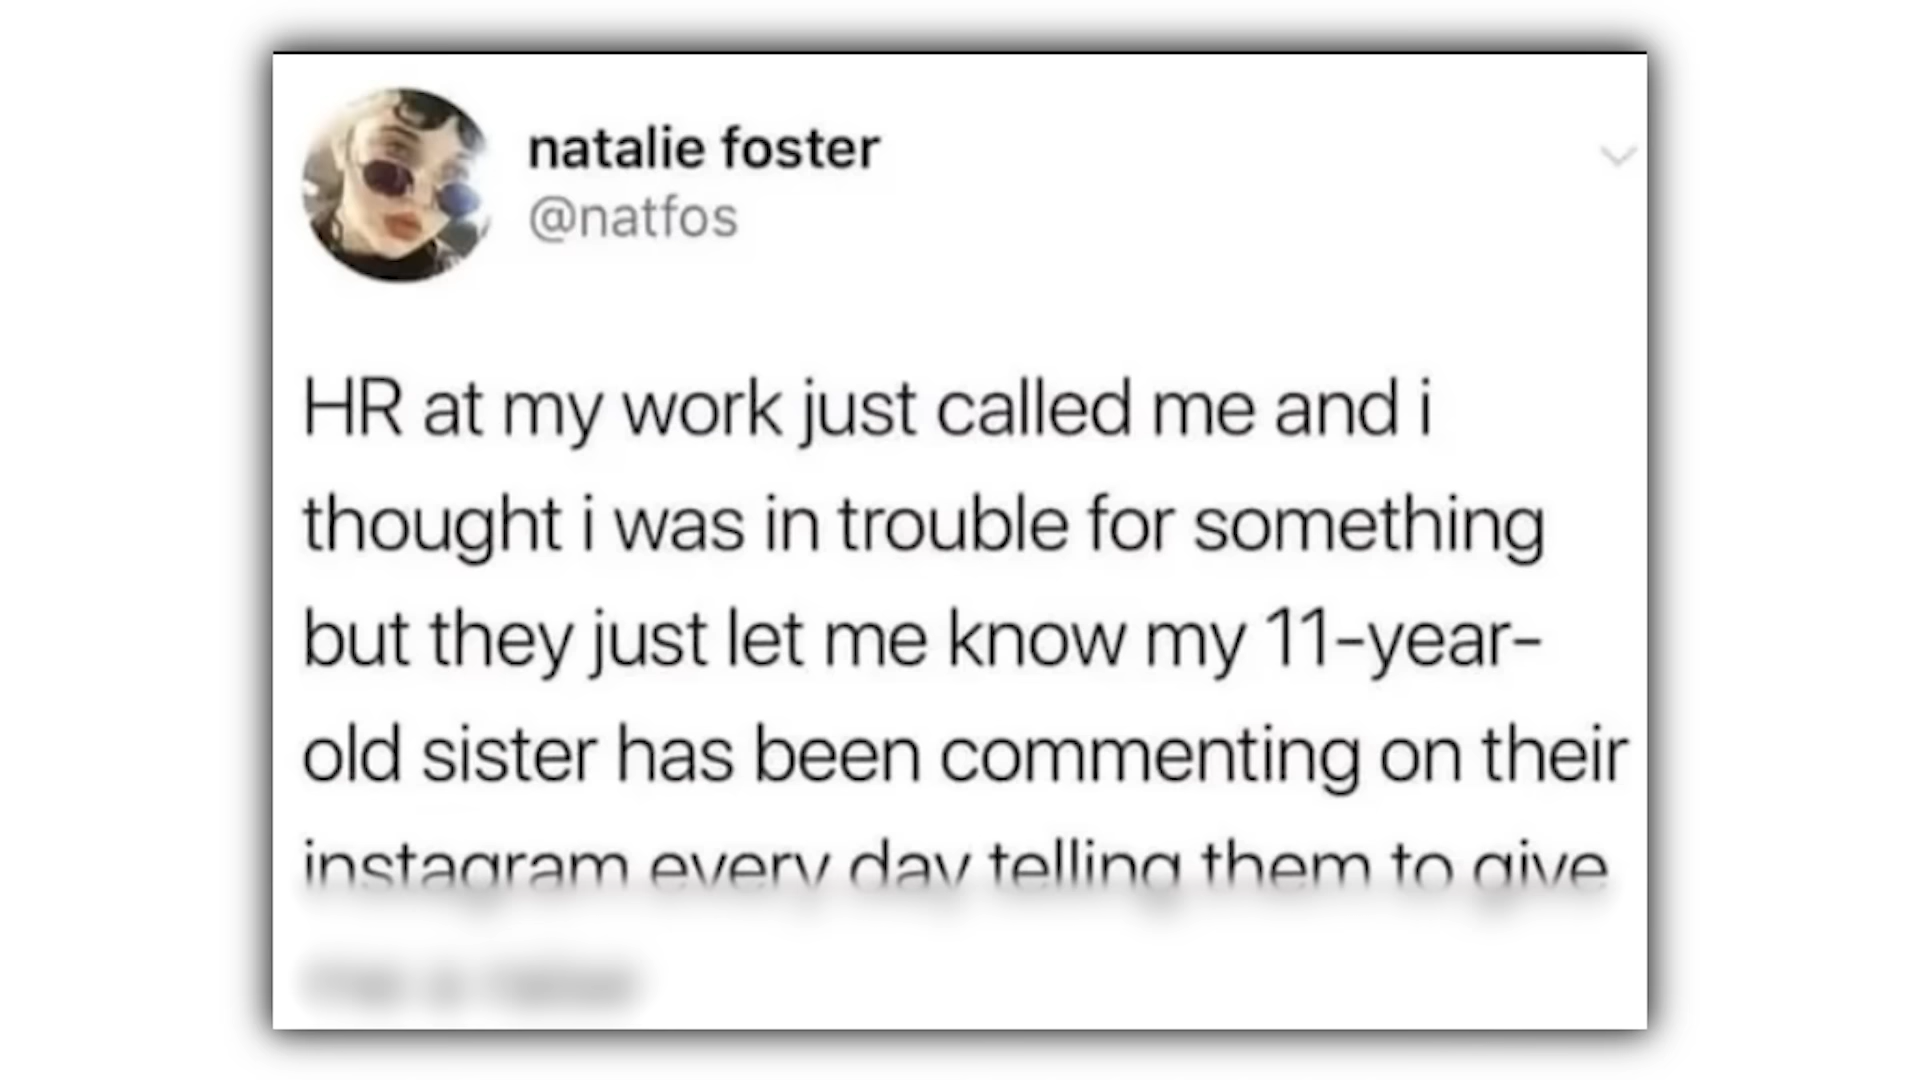 natalie foster
@natfos
HR at my work just called me and i
thought i was in trouble for something
but they just let me know my 11-year-
old sister has been commenting on their
instagram every day telling them to give